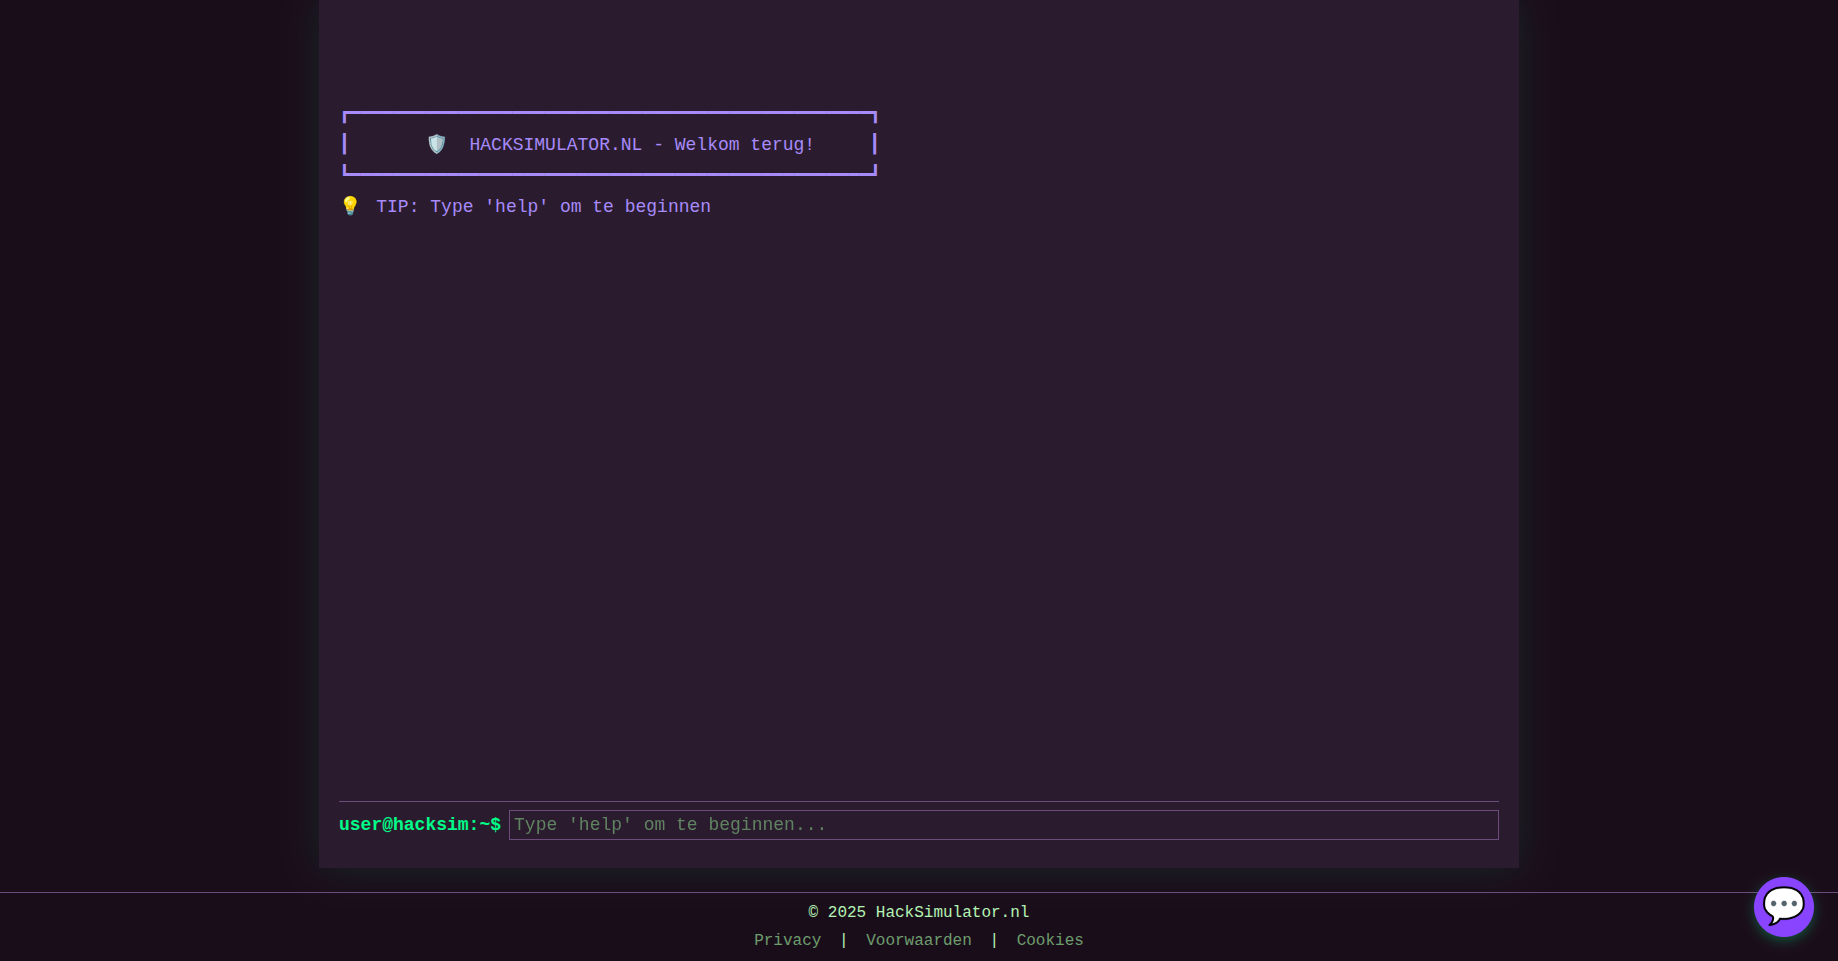 HACKSIMULATOR.NL - Welkom terug!
TIP: Type 'help' om te beginnen
user@hacksim:~$ Type 'help' om te beginnen...
© 2025 HackSimulator.nl
Privacy | Voorwaarden | Cookies